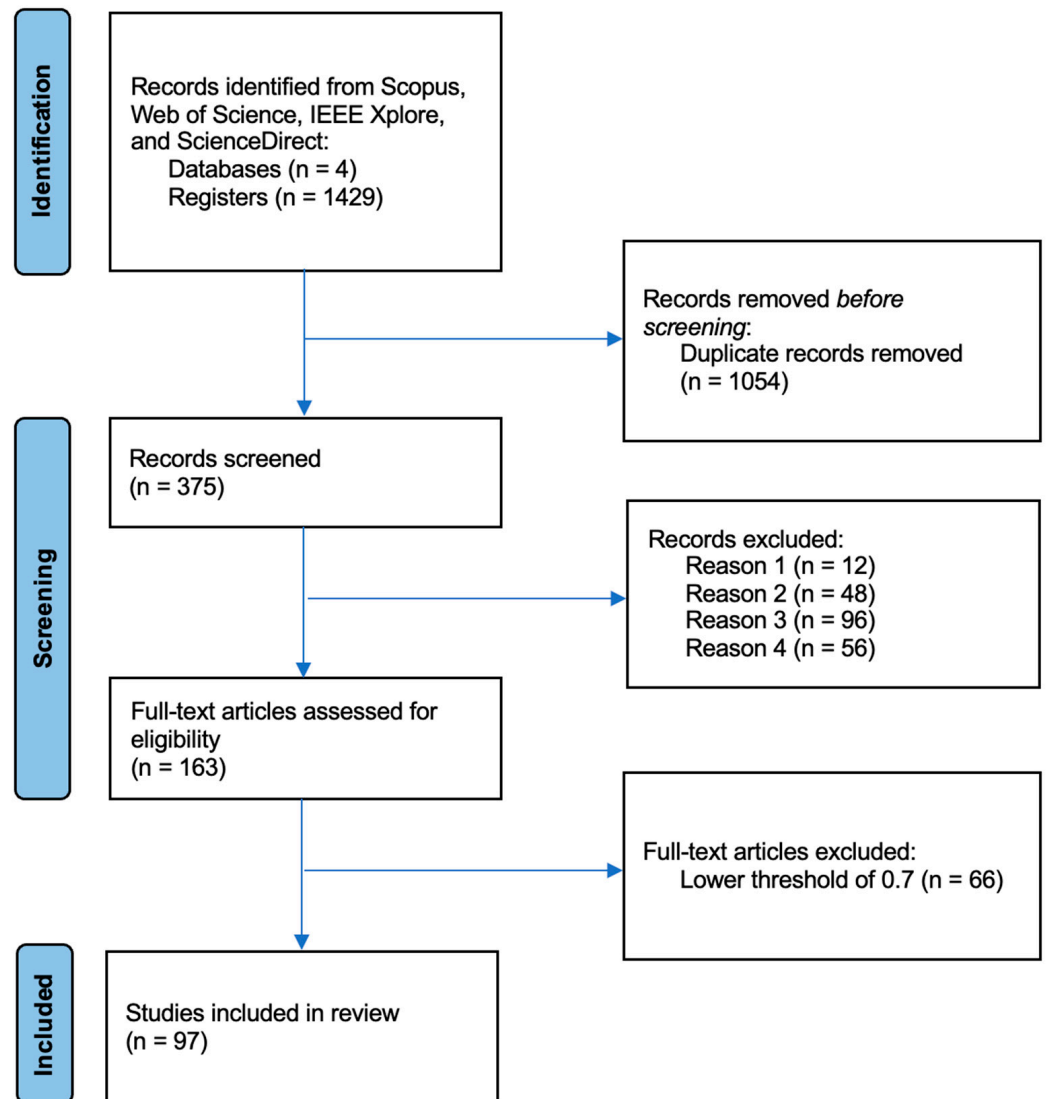 Identification
Records identified from Scopus,
Web of Science, IEEE Xplore,
and ScienceDirect:
Databases (n = 4)
Registers (n = 1429)
Records removed before
screening:
Duplicate records removed
(n = 1054)
Screening
Records screened
(n = 375)
Records excluded:
Reason 1 (n = 12)
Reason 2 (n = 48)
Reason 3 (n = 96)
Reason 4 (n = 56)
Full-text articles assessed for
eligibility
(n = 163)
Full-text articles excluded:
Lower threshold of 0.7 (n = 66)
Included
Studies included in review
(n = 97)